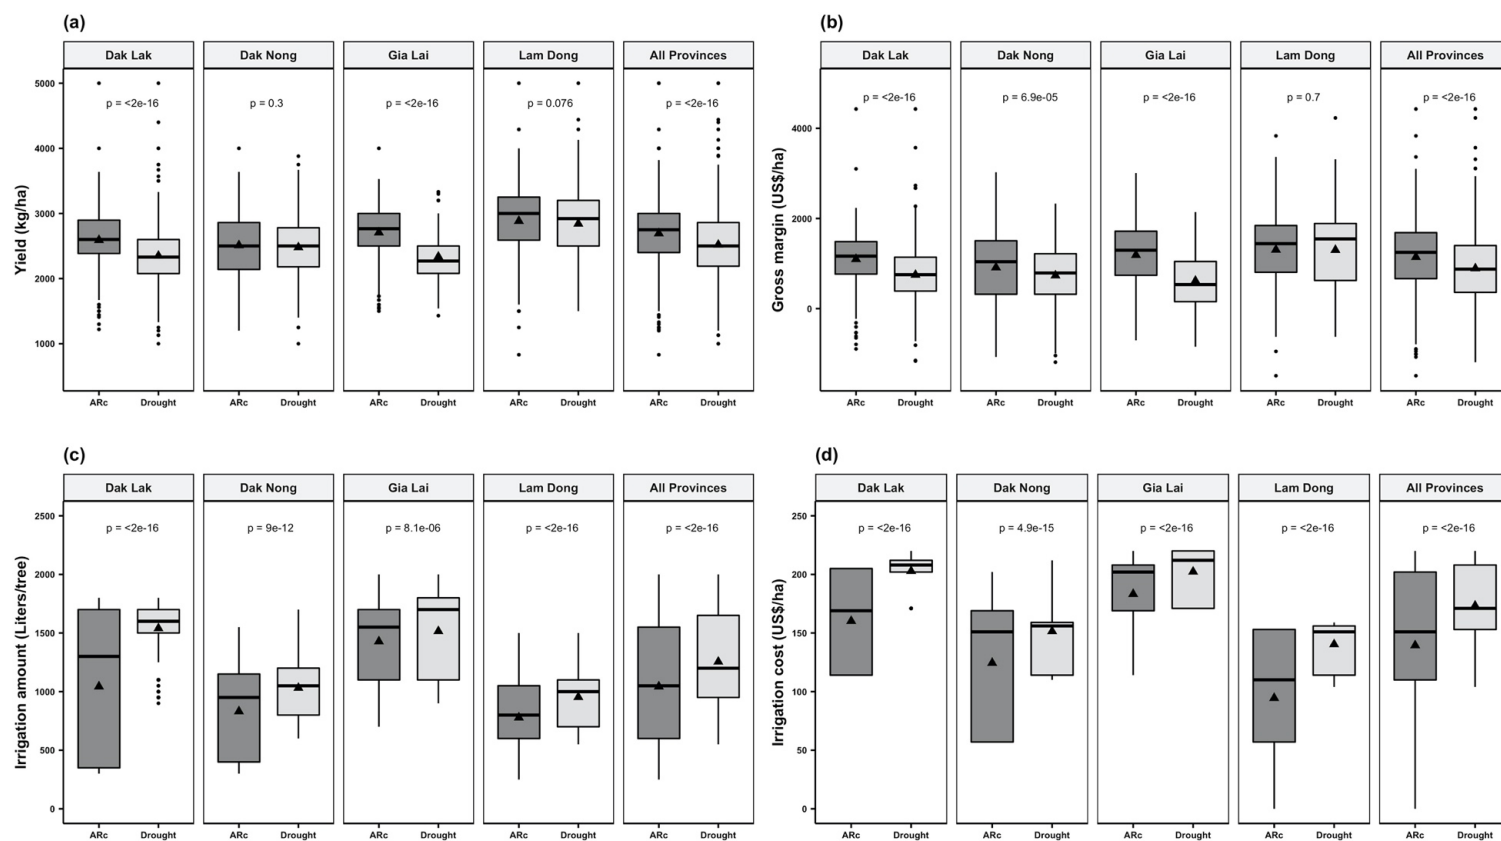 (a)
Dak Lak Dak Nong Gia Lai Lam Dong All Provinces
p = <2e-16 p = 0.3 p = <2e-16 p = 0.076 p = <2e-16
Yield (kg/ha)
5000
4000
3000
2000
1000
ARc Drought ARc Drought ARc Drought ARc Drought ARc Drought
(b)
Dak Lak Dak Nong Gia Lai Lam Dong All Provinces
p = <2e-16 p = 6.9e-05 p = <2e-16 p = 0.7 p = <2e-16
Gross margin (US$/ha)
4000
2000
0
ARc Drought ARc Drought ARc Drought ARc Drought ARc Drought
(c)
Dak Lak Dak Nong Gia Lai Lam Dong All Provinces
p = <2e-16 p = 9e-12 p = 8.1e-06 p = <2e-16 p = <2e-16
Irrigation amount (Liters/tree)
2500
2000
1500
1000
500
0
ARc Drought ARc Drought ARc Drought ARc Drought ARc Drought
(d)
Dak Lak Dak Nong Gia Lai Lam Dong All Provinces
p = <2e-16 p = 4.9e-15 p = <2e-16 p = <2e-16 p = <2e-16
Irrigation cost (US$/ha)
250
200
150
100
50
0
ARc Drought ARc Drought ARc Drought ARc Drought ARc Drought